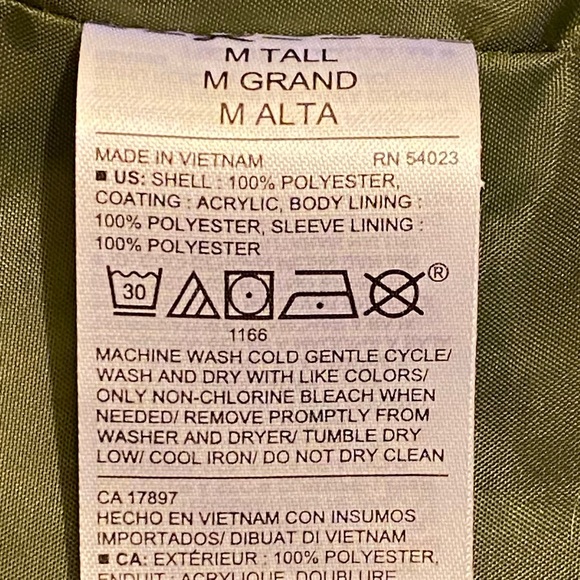 M TALL
M GRAND
M ALTA
MADE IN VIETNAM RN 54023
US: SHELL : 100% POLYESTER,
COATING : ACRYLIC, BODY LINING :
100% POLYESTER, SLEEVE LINING :
100% POLYESTER
30 ®
1166
MACHINE WASH COLD GENTLE CYCLE/
WASH AND DRY WITH LIKE COLORS/
ONLY NON-CHLORINE BLEACH WHEN
NEEDED/ REMOVE PROMPTLY FROM
WASHER AND DRYER/ TUMBLE DRY
LOW/ COOL IRON/ DO NOT DRY CLEAN
CA 17897
HECHO EN VIETNAM CON INSUMOS
IMPORTADOS/ DIBUAT DI VIETNAM
CA: EXTÉRIEUR : 100% POLYESTER,
ENDUIT : ACRYLIQUE, DOUBLURE